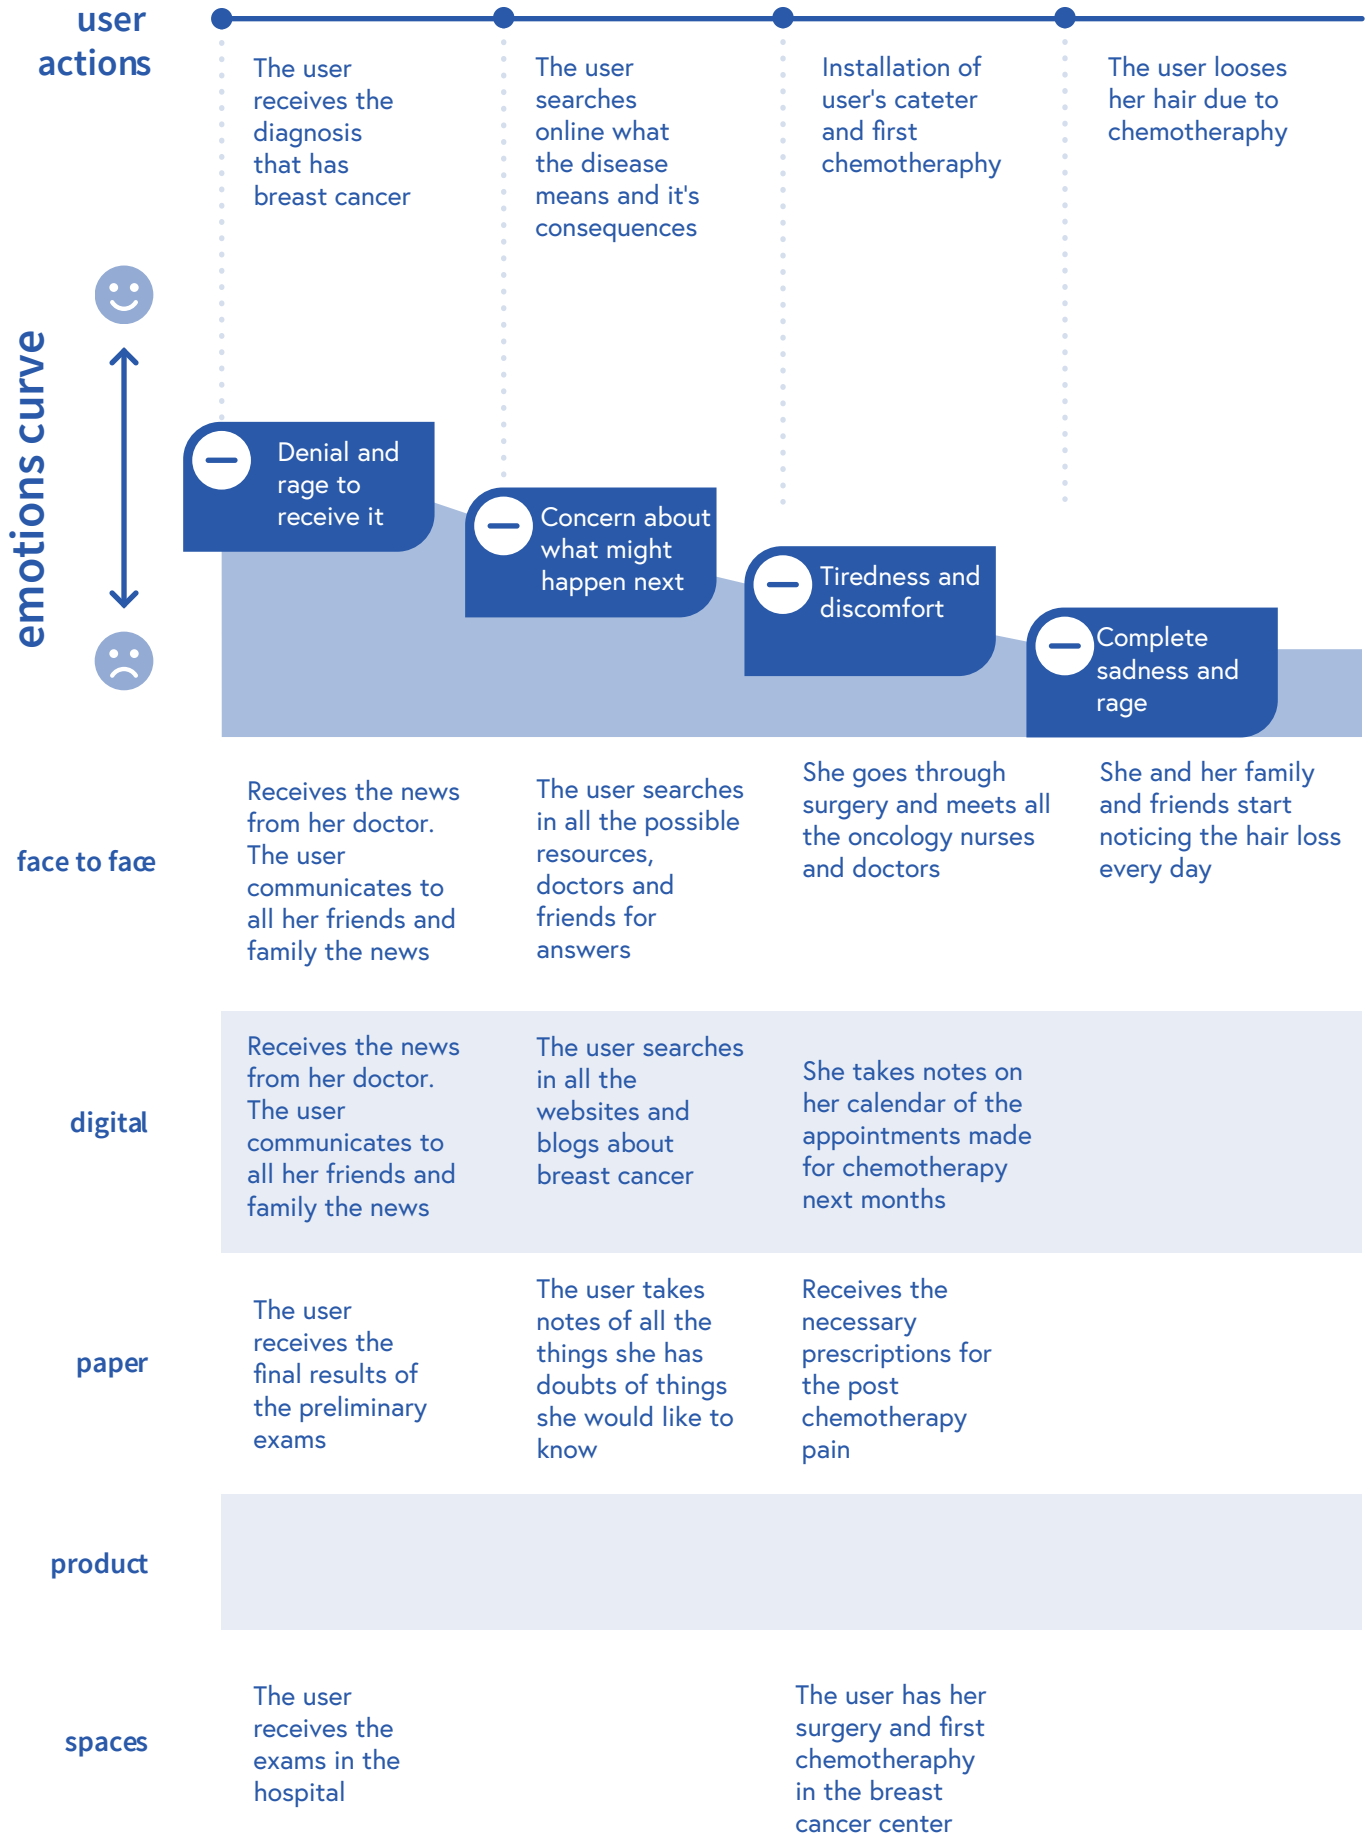 user
actions
The user
receives the
diagnosis
that has
breast cancer
The user
searches
online what
the disease
means and it's
consequences
Installation of
user's cateter
and first
chemotheraphy
The user looses
her hair due to
chemotheraphy
emotions curve
Denial and
rage to
receive it
Concern about
what might
happen next
Tiredness and
discomfort
Complete
sadness and
rage
face to face
Receives the news
from her doctor.
The user
communicates to
all her friends and
family the news
The user searches
in all the possible
resources,
doctors and
friends for
answers
She goes through
surgery and meets all
the oncology nurses
and doctors
She and her family
and friends start
noticing the hair loss
every day
digital
Receives the news
from her doctor.
The user
communicates to
all her friends and
family the news
The user searches
in all the
websites and
blogs about
breast cancer
She takes notes on
her calendar of the
appointments made
for chemotherapy
next months
paper
The user
receives the
final results of
the preliminary
exams
The user takes
notes of all the
things she has
doubts of things
she would like to
know
Receives the
necessary
prescriptions for
the post
chemotherapy
pain
product
spaces
The user
receives the
exams in the
hospital
The user has her
surgery and first
chemotheraphy
in the breast
cancer center